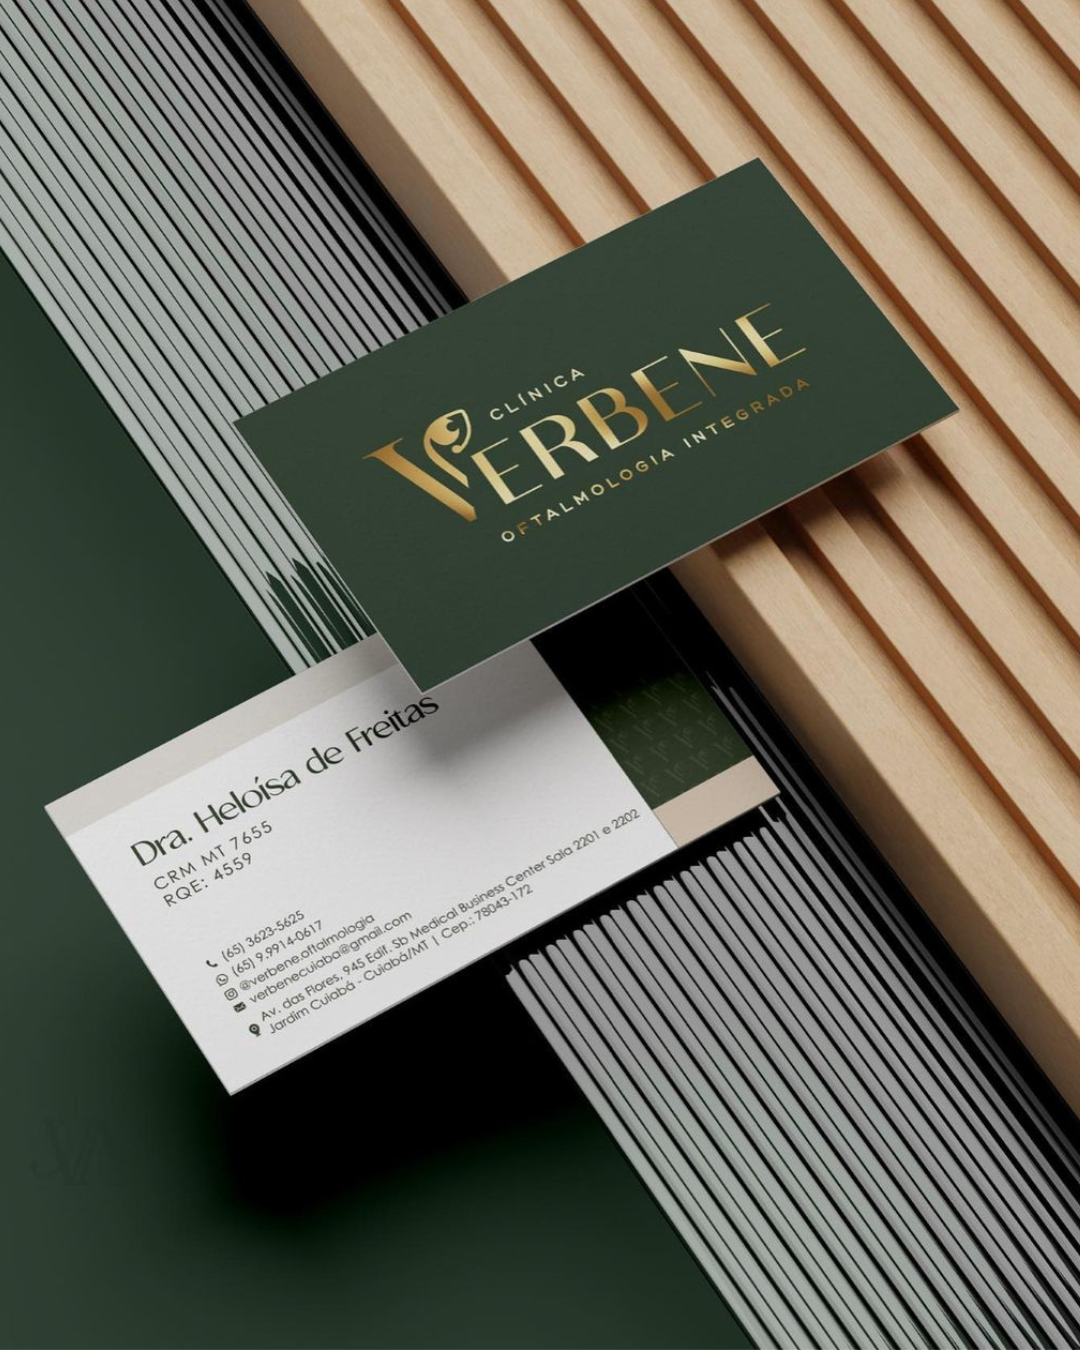 CLÍNICA
VERBENE
OFTALMOLOGIA INTEGRADA
Dra. Heloísa de Freitas
CRM MT 7655
RQE: 4559
(65) 3623-5625
(65) 9.9914-0617
@verbene.oftalmologia
verbenecuiaba@gmail.com
Av. das Flores, 945 Edif. Sb Medical Business Center Sala 2201 e 2202
Jardim Cuiabá - Cuiabá/MT | Cep.: 78043-172